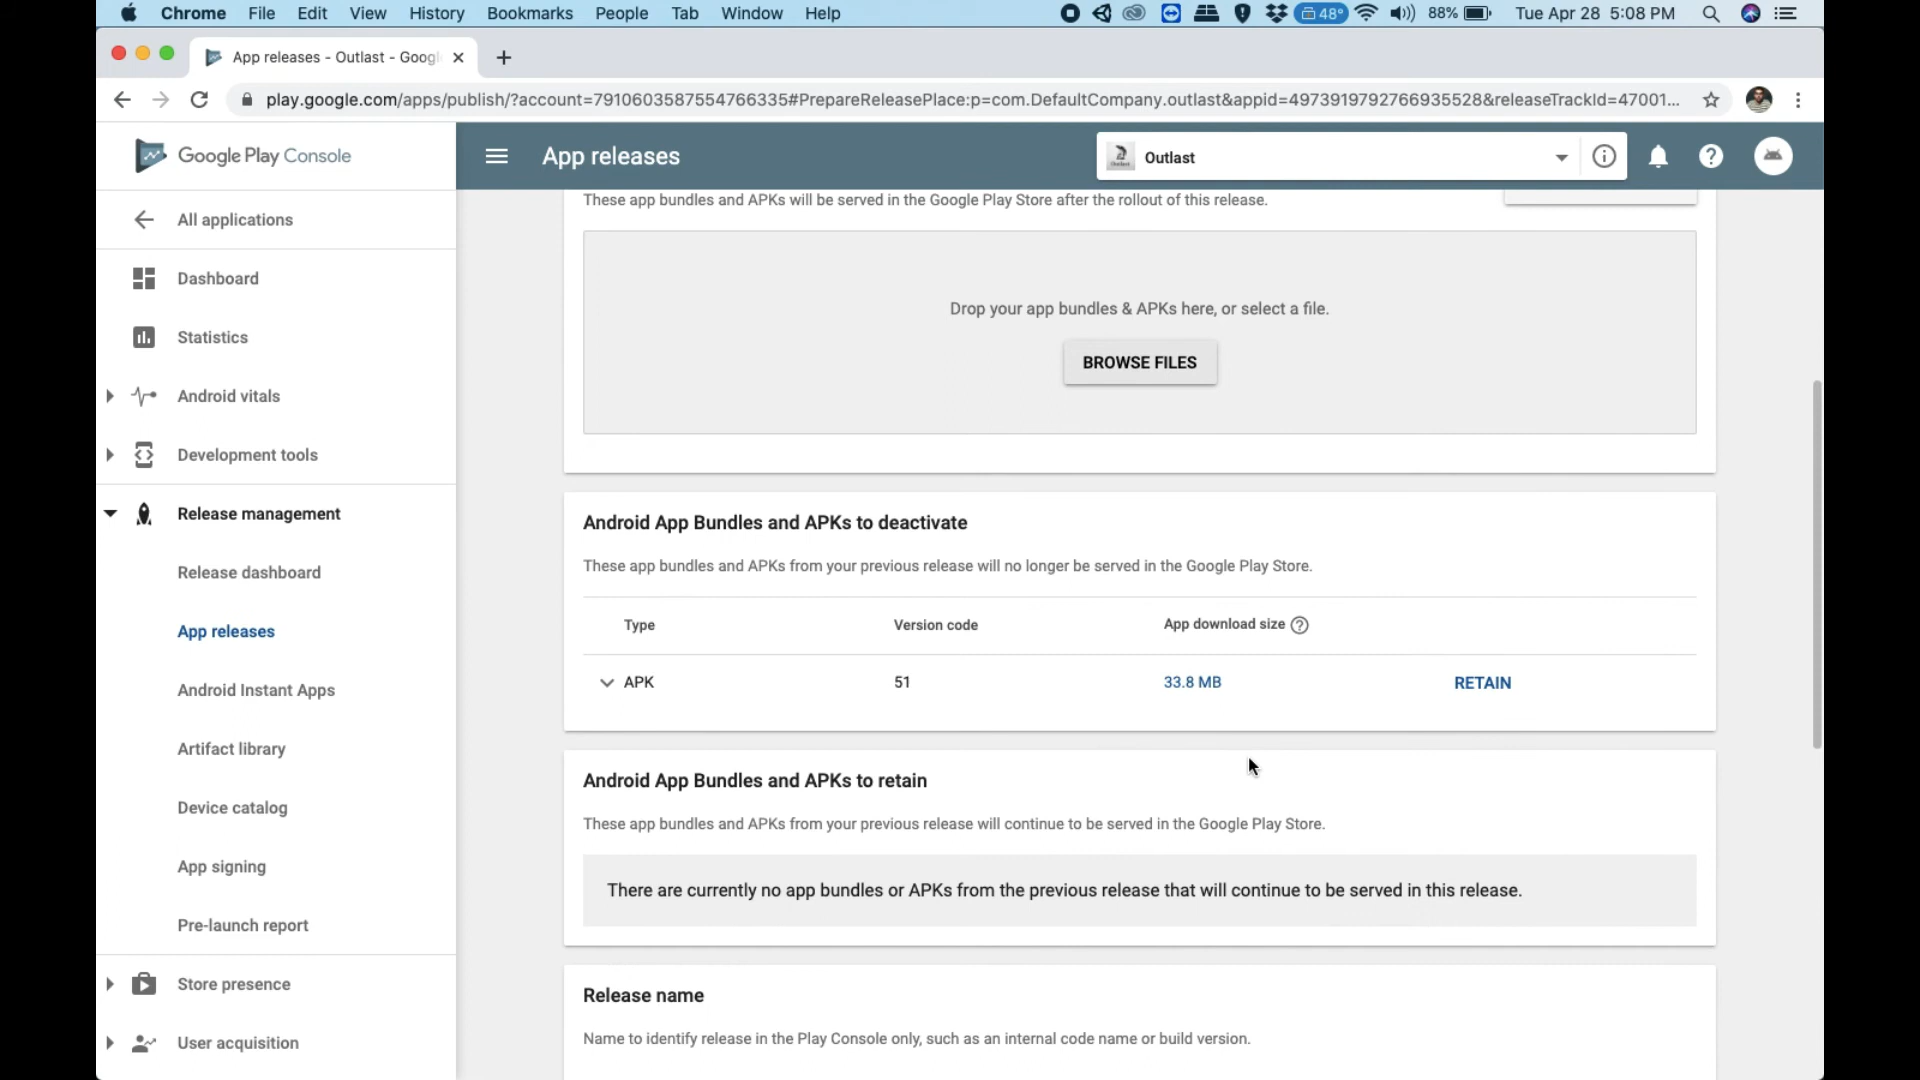 Chrome File Edit View History Bookmarks People Tab Window Help 48° 88% Tue Apr 28 5:08 PM
App releases - Outlast - Googl
play.google.com/apps/publish/?account=7910603587554766335#PrepareReleasePlace:p=com.DefaultCompany.outlast&appid=4973919792766935528&releaseTrackId=47001...
Google Play Console
App releases
Outlast
All applications
Dashboard
Statistics
Android vitals
Development tools
Release management
Release dashboard
App releases
Android Instant Apps
Artifact library
Device catalog
App signing
Pre-launch report
Store presence
User acquisition
These app bundles and APKs will be served in the Google Play Store after the rollout of this release.
Drop your app bundles & APKs here, or select a file.
BROWSE FILES
Android App Bundles and APKs to deactivate
These app bundles and APKs from your previous release will no longer be served in the Google Play Store.
Type Version code App download size
APK 51 33.8 MB RETAIN
Android App Bundles and APKs to retain
These app bundles and APKs from your previous release will continue to be served in the Google Play Store.
There are currently no app bundles or APKs from the previous release that will continue to be served in this release.
Release name
Name to identify release in the Play Console only, such as an internal code name or build version.